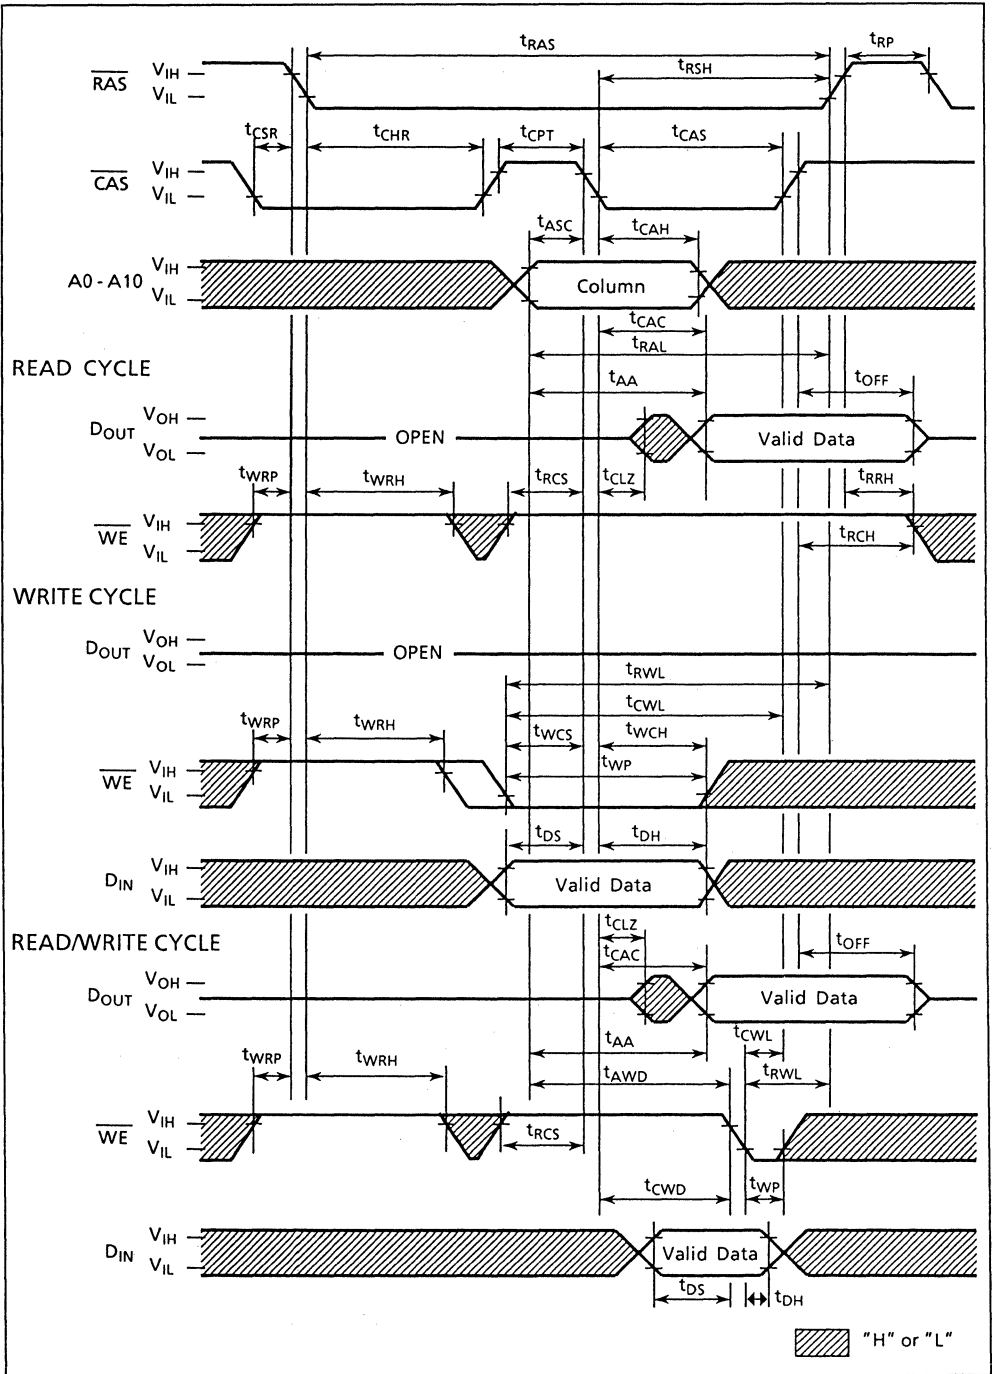 tRAS tRP
RAS VIH
VIL
tRSH
tCSR tCHR tCPT tCAS
CAS VIH
VIL
tASC tCAH
A0 - A10 VIH
VIL
Column
tCAC
tRAL
READ CYCLE
tAA tOFF
DOUT VOH
VOL
OPEN Valid Data
tWRP tWRH tRCS tCLZ tRRH
WE VIH
VIL
tRCH
WRITE CYCLE
DOUT VOH
VOL
OPEN
tRWL
tCWL
tWRP tWRH tWCS tWCH
WE VIH
VIL
tWP
tDS tDH
DIN VIH
VIL
Valid Data
tCLZ
READ/WRITE CYCLE
tCAC tOFF
DOUT VOH
VOL
Valid Data
tCWL
tWRP tWRH tAA
tAWD tRWL
WE VIH
VIL
tRCS
tCWD tWP
DIN VIH
VIL
Valid Data
tDS tDH
"H" or "L"